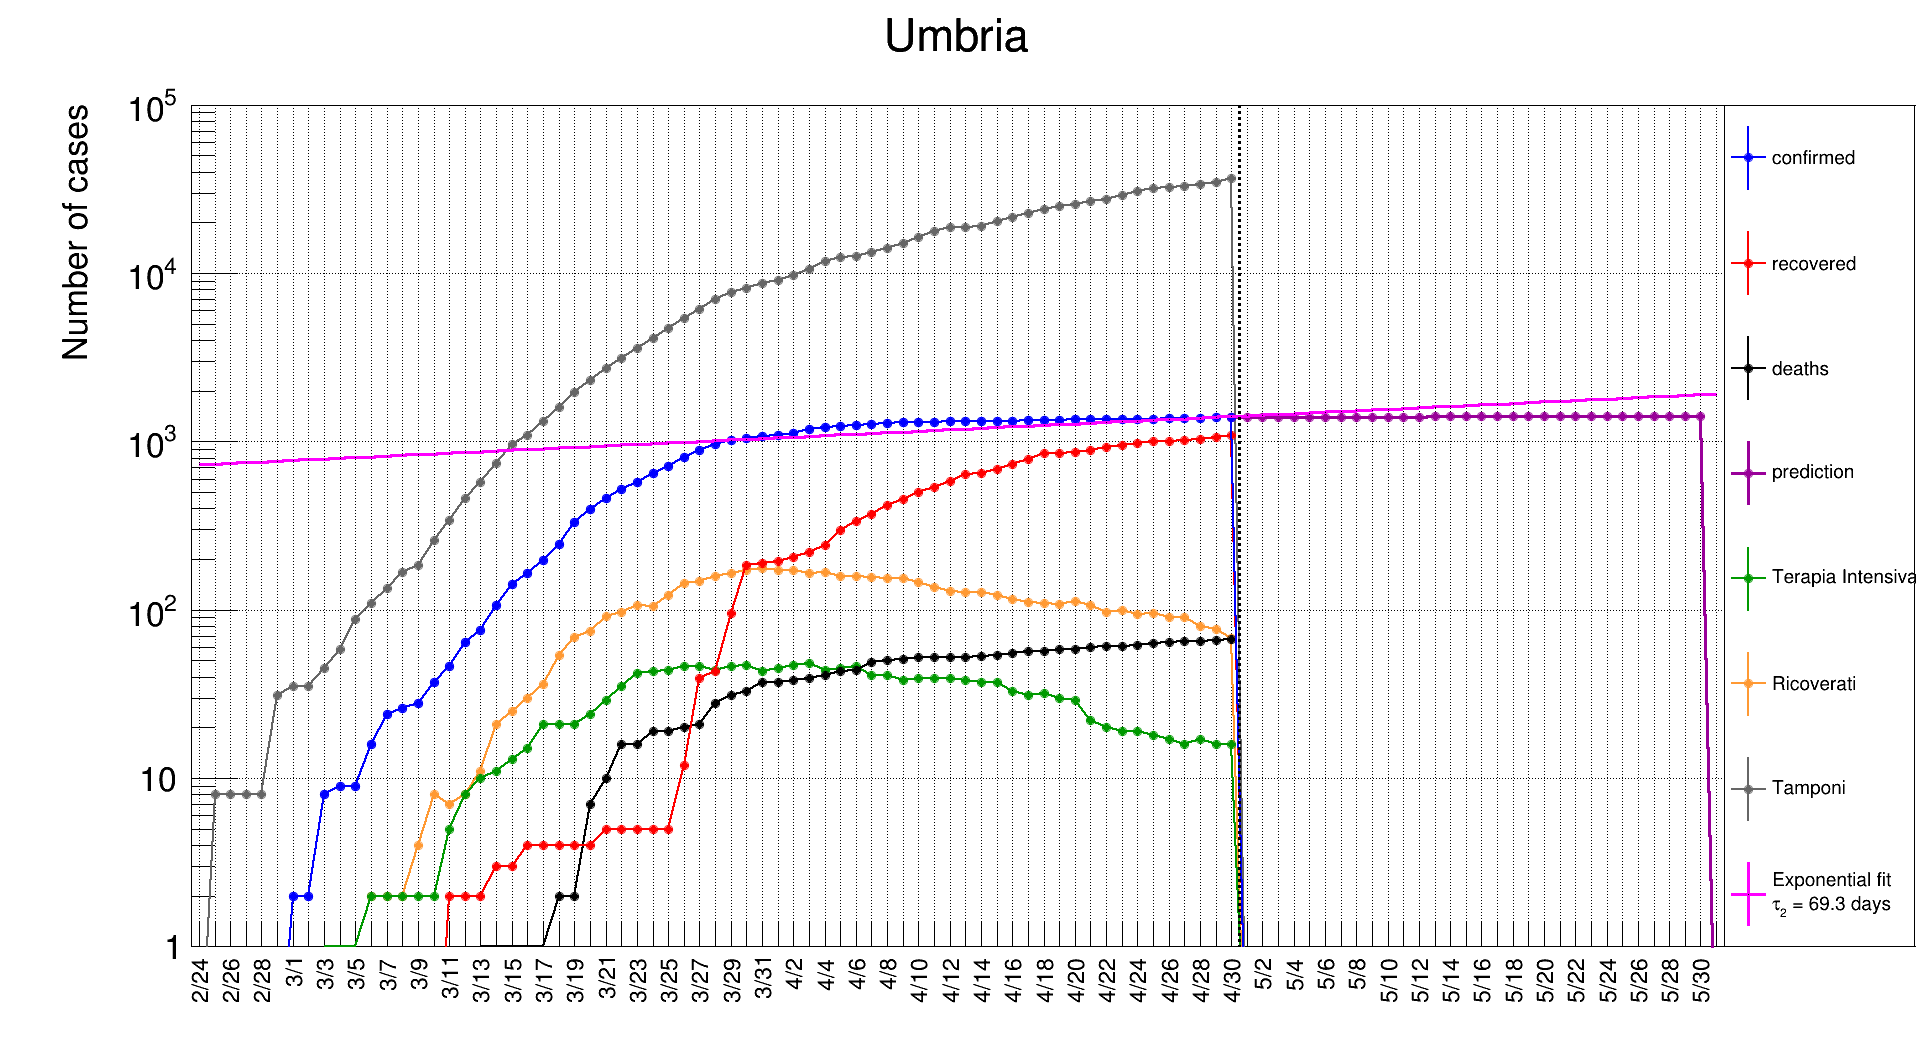 Umbria
Number of cases
10^5
10^4
10^3
10^2
10
1
2/24 2/26 2/28 3/1 3/3 3/5 3/7 3/9 3/11 3/13 3/15 3/17 3/19 3/21 3/23 3/25 3/27 3/29 3/31 4/2 4/4 4/6 4/8 4/10 4/12 4/14 4/16 4/18 4/20 4/22 4/24 4/26 4/28 4/30 5/2 5/4 5/6 5/8 5/10 5/12 5/14 5/16 5/18 5/20 5/22 5/24 5/26 5/28 5/30
confirmed
recovered
deaths
prediction
Terapia Intensiva
Ricoverati
Tamponi
Exponential fit
τ₂ = 69.3 days